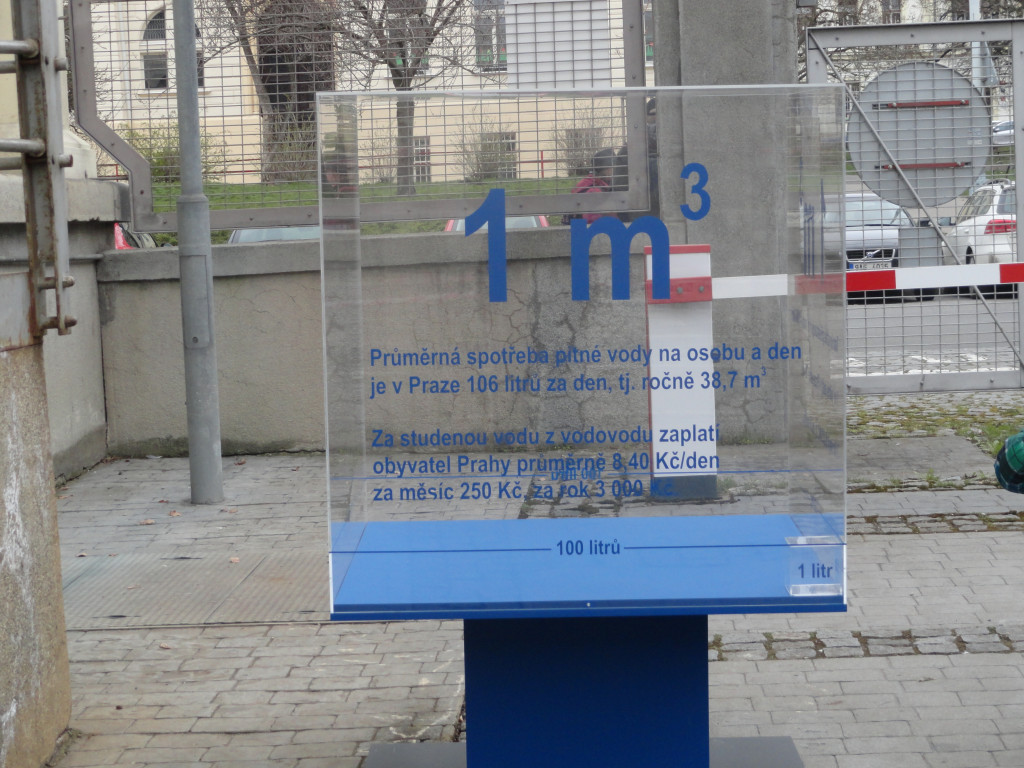 1 m³
Průměrná spotřeba pitné vody na osobu a den
je v Praze 106 litrů za den, tj. ročně 38,7 m³
Za studenou vodu z vodovodu zaplatí
obyvatel Prahy průměrně 8,40 Kč/den
za měsíc 250 Kč, za rok 3 000 Kč.
100 litrů
1 litr